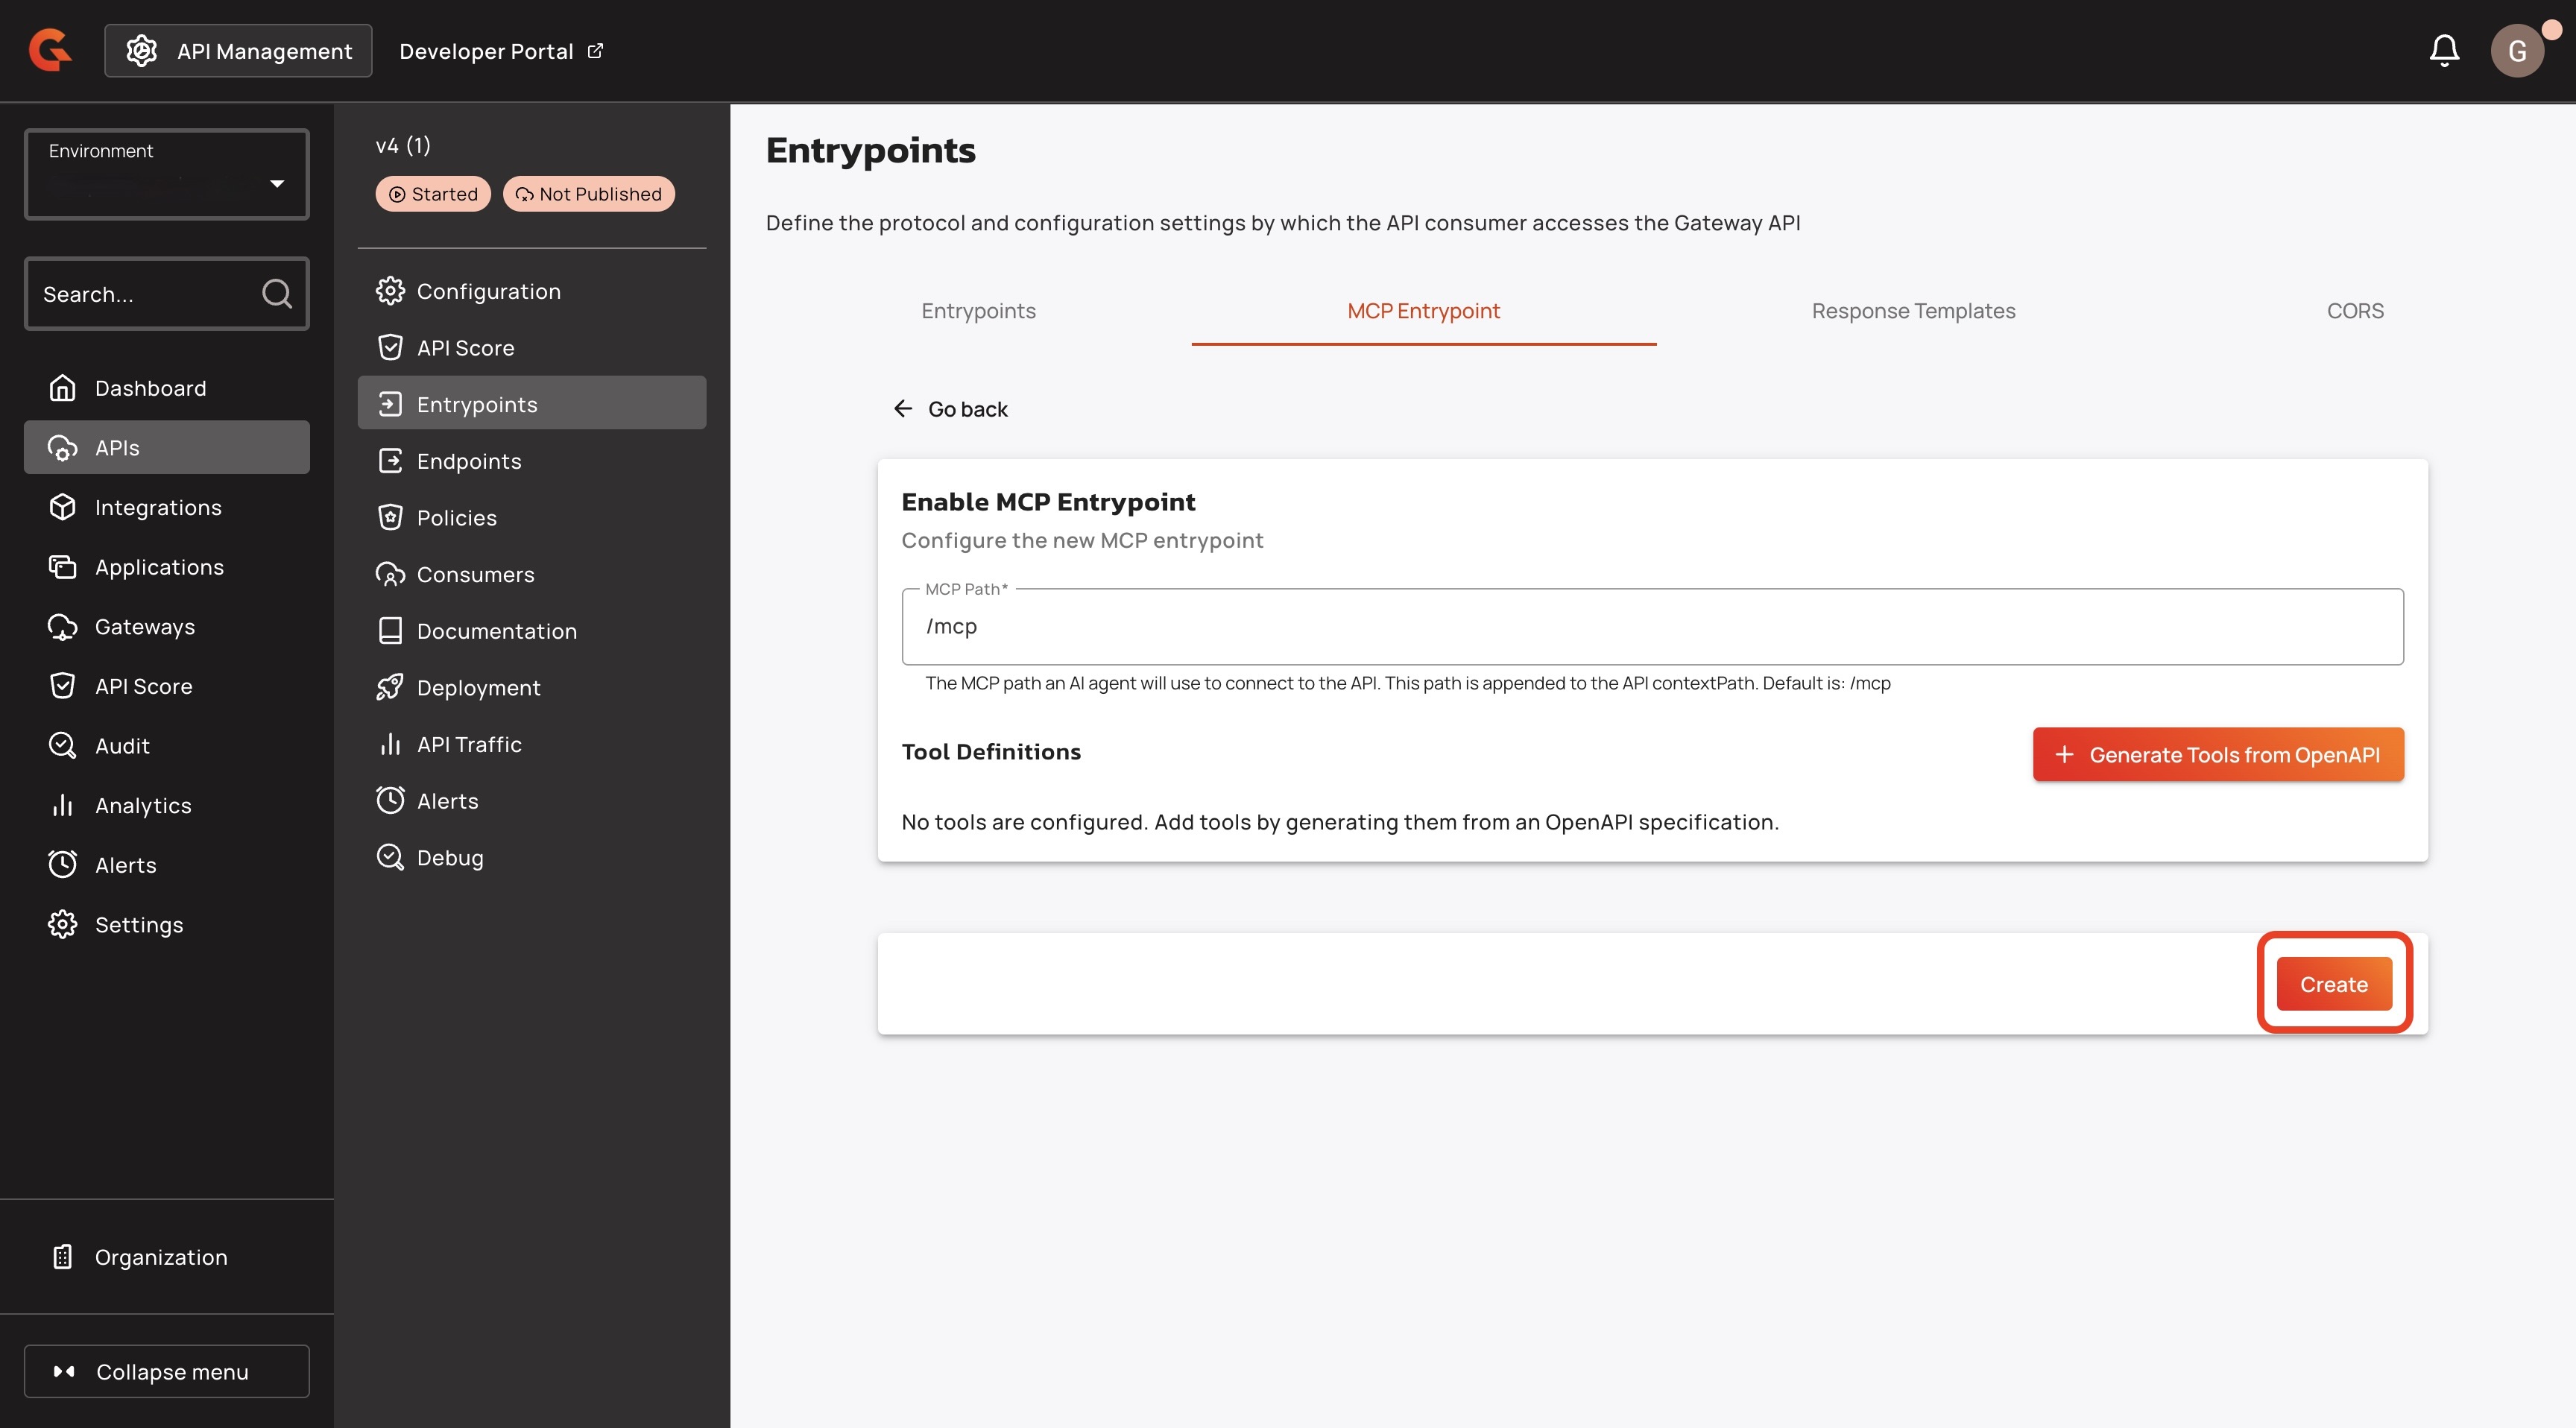 API Management
Developer Portal
G
Environment
Search...
Dashboard
APIs
Integrations
Applications
Gateways
API Score
Audit
Analytics
Alerts
Settings
Organization
Collapse menu
v4 (1)
Started
Not Published
Configuration
API Score
Entrypoints
Endpoints
Policies
Consumers
Documentation
Deployment
API Traffic
Alerts
Debug
Entrypoints
Define the protocol and configuration settings by which the API consumer accesses the Gateway API
Entrypoints
MCP Entrypoint
Response Templates
CORS
Go back
Enable MCP Entrypoint
Configure the new MCP entrypoint
MCP Path*
/mcp
The MCP path an AI agent will use to connect to the API. This path is appended to the API contextPath. Default is: /mcp
Tool Definitions
Generate Tools from OpenAPI
No tools are configured. Add tools by generating them from an OpenAPI specification.
Create